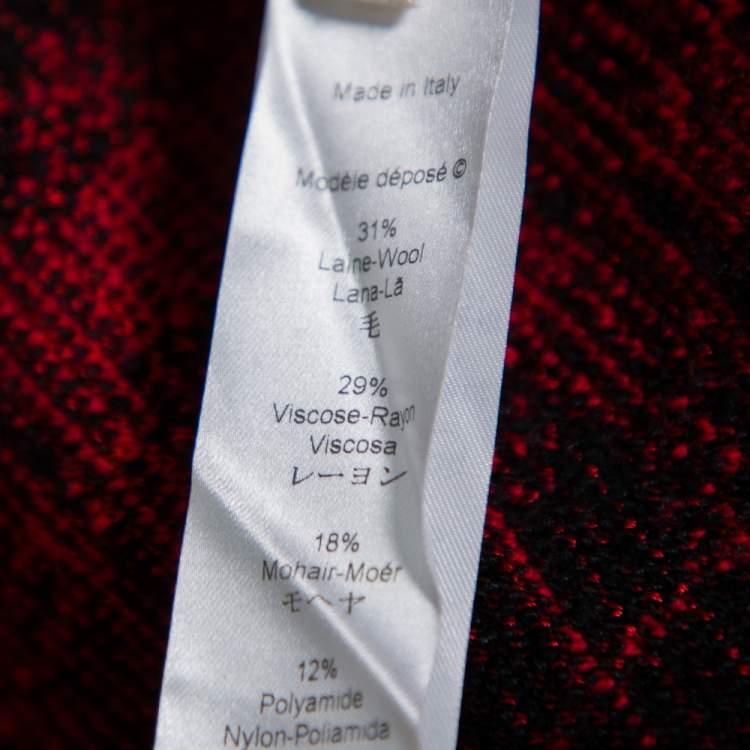 Made in Italy
Modèle déposé ©
31%
Laine-Wool
Lana-Lã
毛
29%
Viscose-Rayon
Viscosa
レーヨン
18%
Mohair-Moér
モヘヤ
12%
Polyamide
Nylon-Poliamida